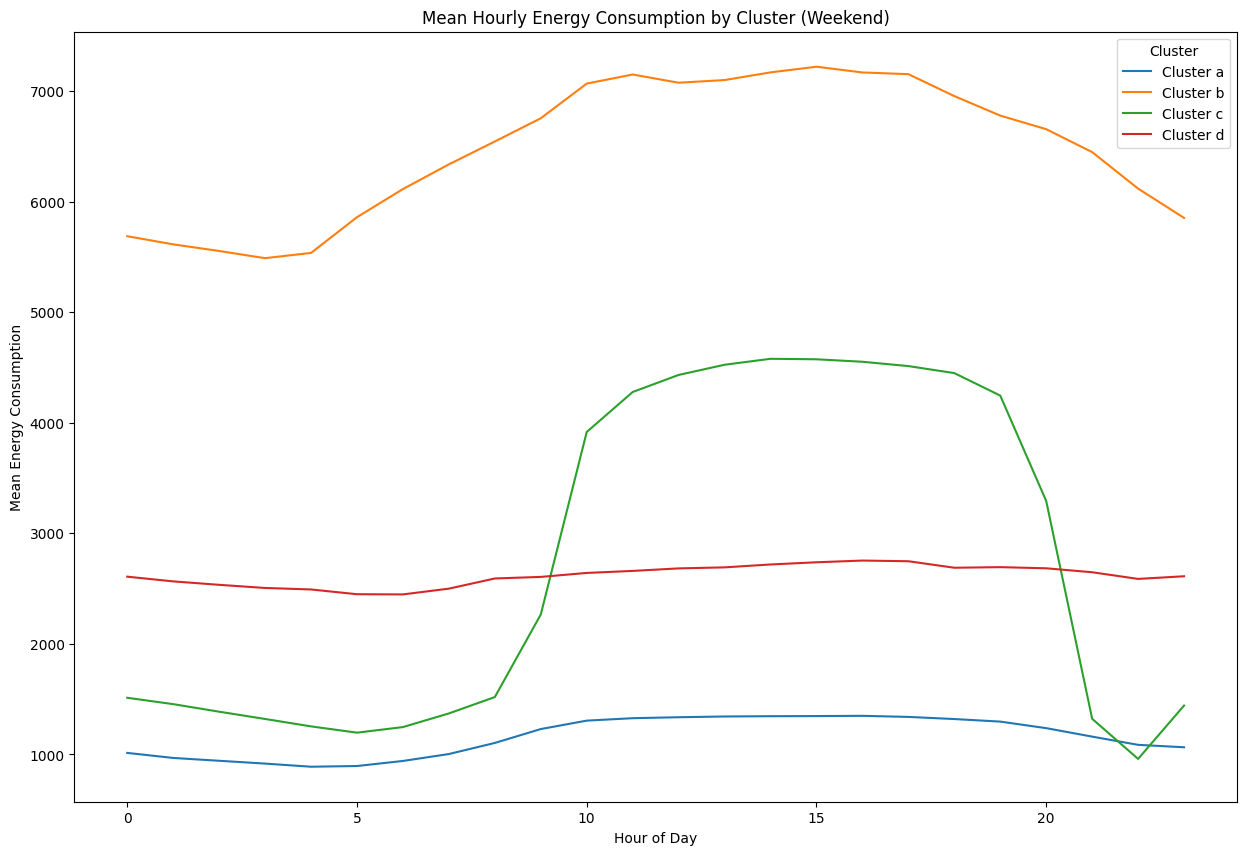 Mean Hourly Energy Consumption by Cluster (Weekend)
Cluster
Cluster a
Cluster b
Cluster c
Cluster d
Mean Energy Consumption
7000
6000
5000
4000
3000
2000
1000
0 5 10 15 20
Hour of Day